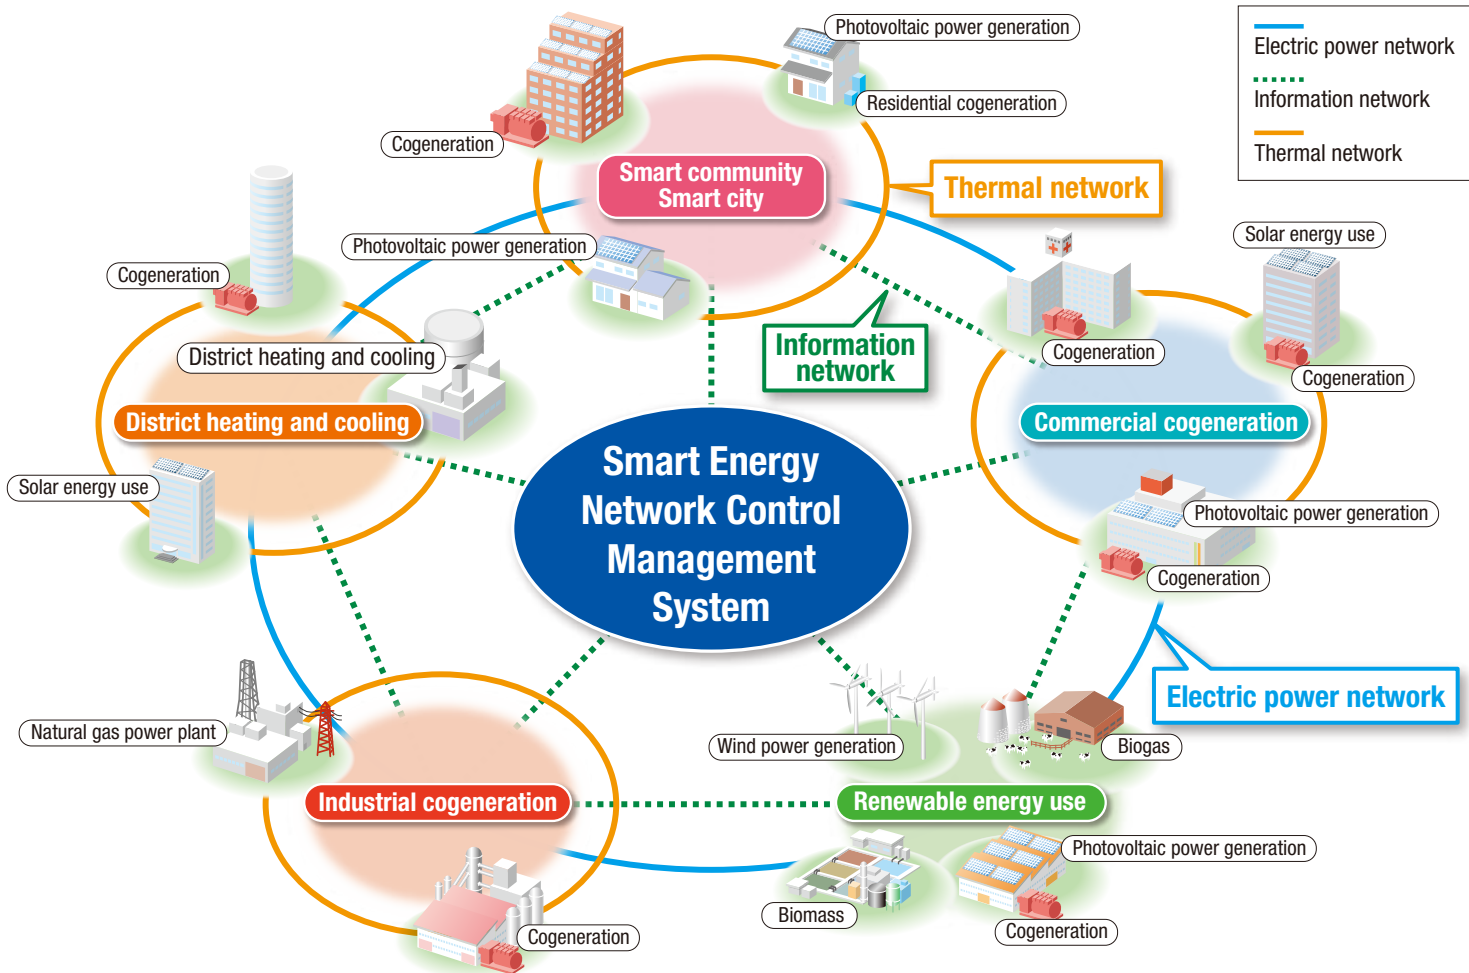 Photovoltaic power generation
Electric power network
Information network
Thermal network
Residential cogeneration
Cogeneration
Smart community
Smart city
Thermal network
Photovoltaic power generation
Solar energy use
Cogeneration
Information
network
Cogeneration
Cogeneration
District heating and cooling
District heating and cooling
Commercial cogeneration
Smart Energy
Network Control
Management
System
Solar energy use
Photovoltaic power generation
Cogeneration
Electric power network
Natural gas power plant
Wind power generation
Biogas
Industrial cogeneration
Renewable energy use
Photovoltaic power generation
Biomass
Cogeneration
Cogeneration